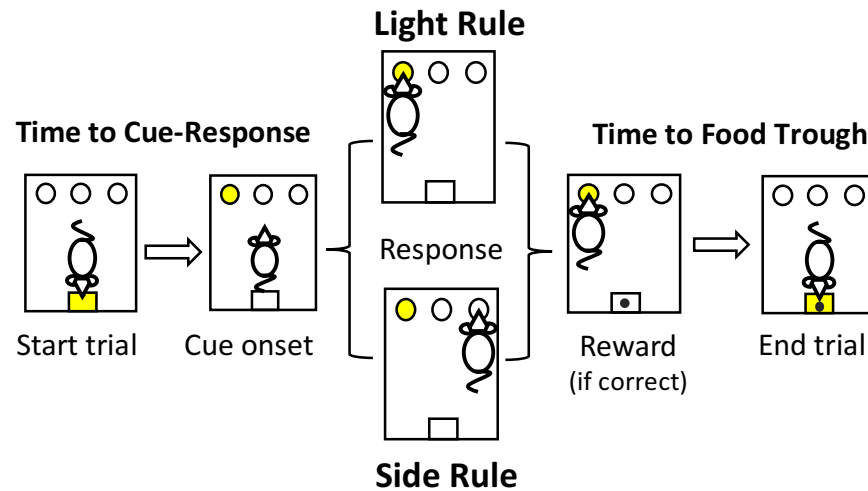 Light Rule
Time to Cue-Response
Time to Food Trough
Response
Start trial
Cue onset
Reward
(if correct)
End trial
Side Rule